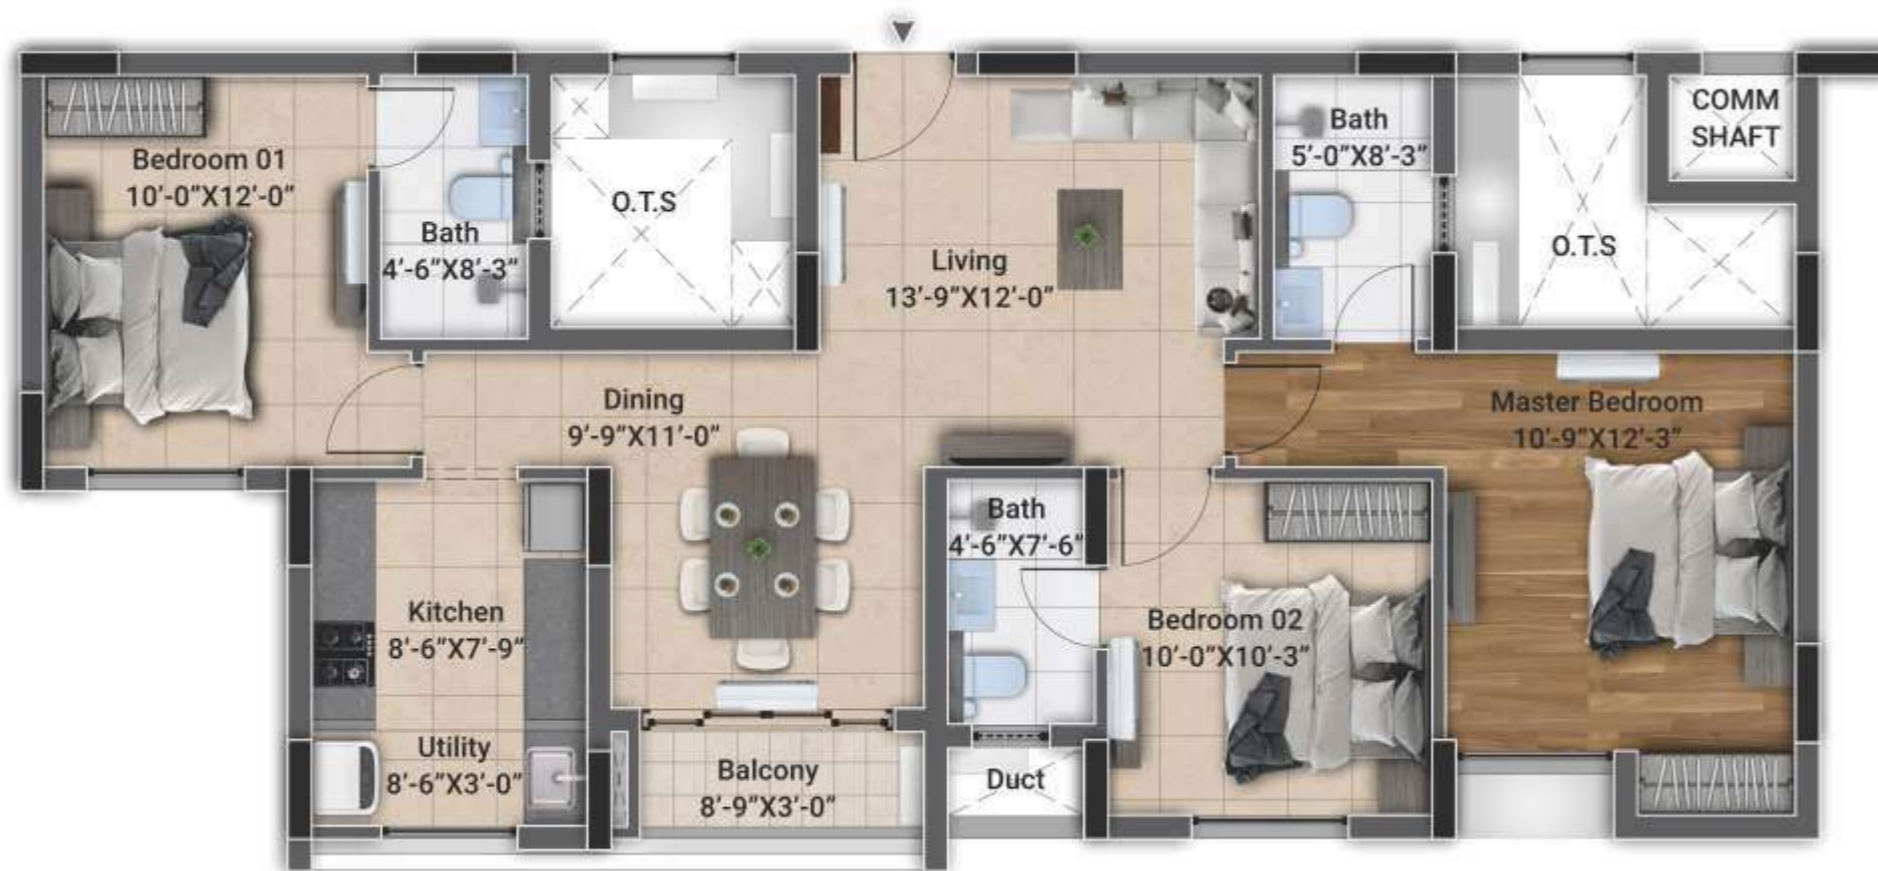 Bedroom 01
10’-0”X12’-0”
Bath
4’-6”X8’-3”
O.T.S
Living
13’-9”X12’-0”
Bath
5’-0”X8’-3”
O.T.S
COMM
SHAFT
Dining
9’-9”X11’-0”
Master Bedroom
10’-9”X12’-3”
Kitchen
8’-6”X7’-9”
Utility
8’-6”X3’-0”
Balcony
8’-9”X3’-0”
Bath
4’-6”X7’-6”
Duct
Bedroom 02
10’-0”X10’-3”